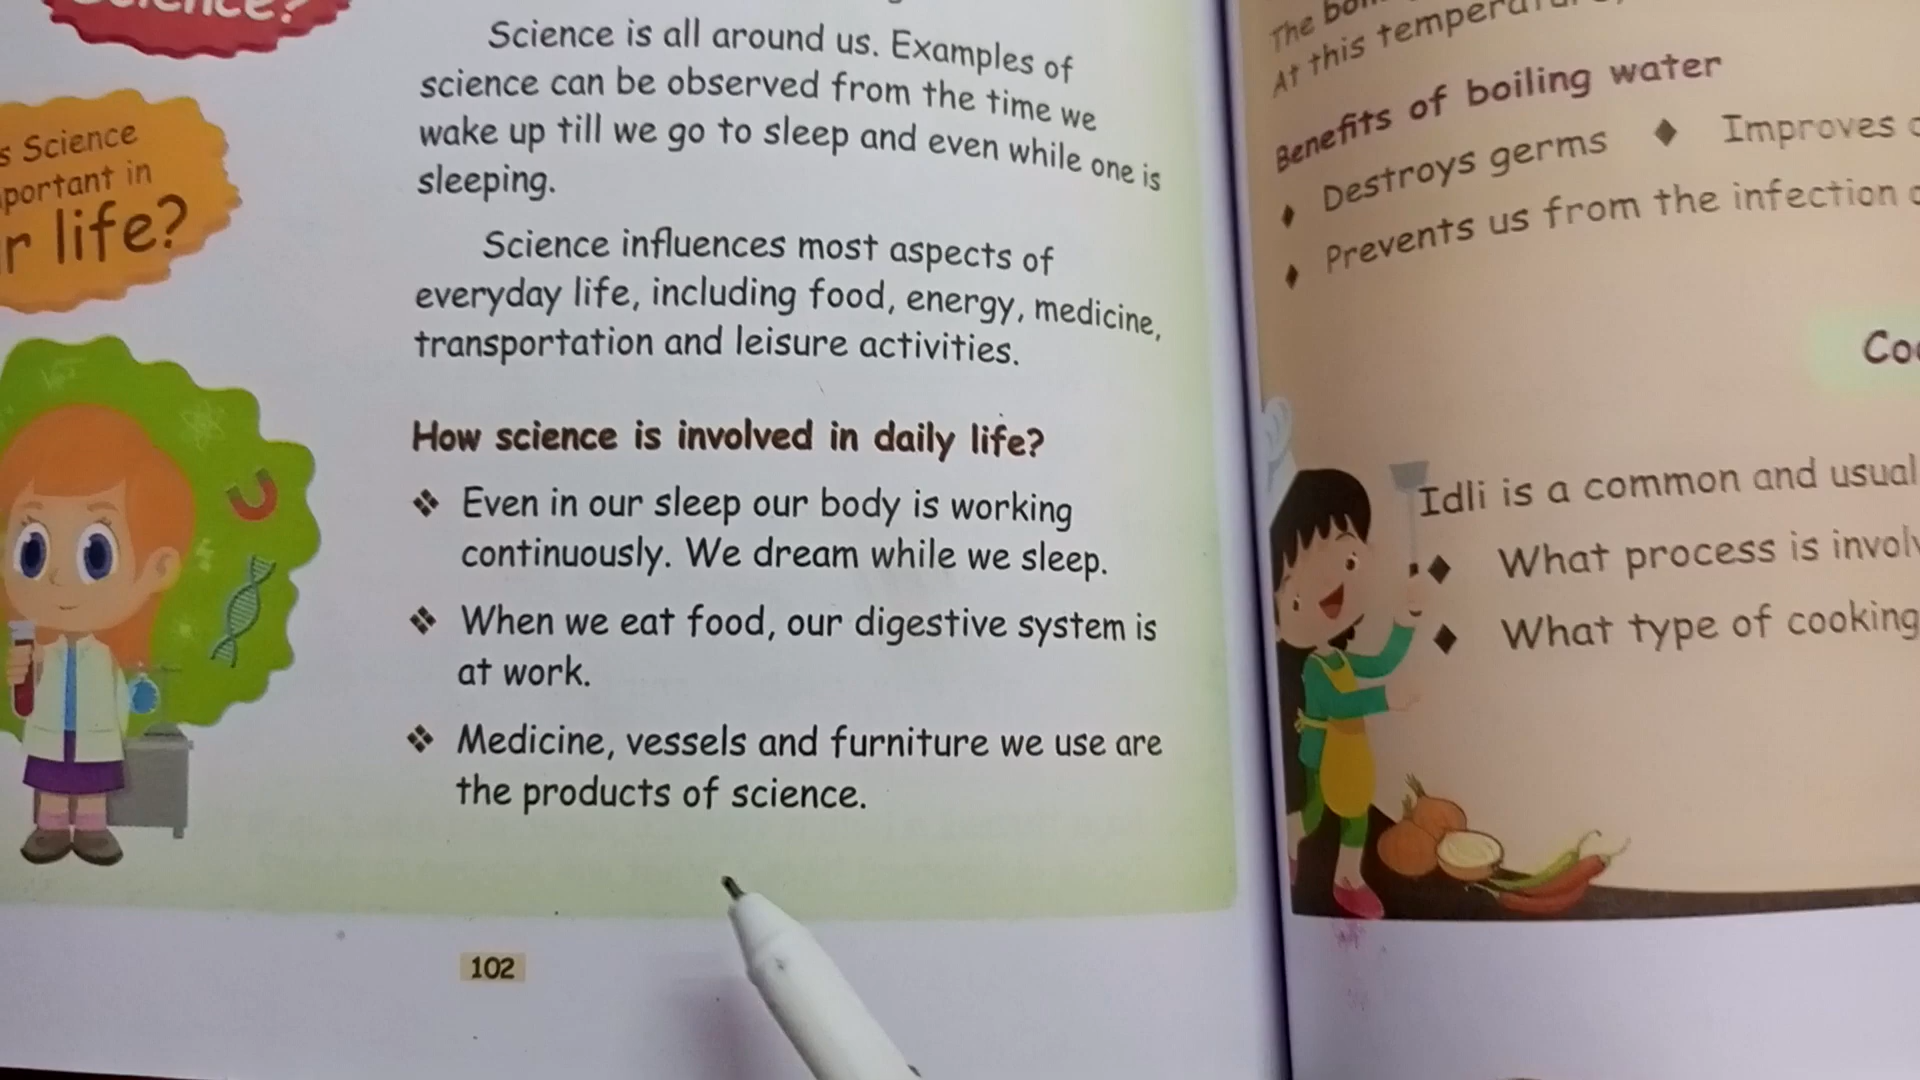 Science?
s Science
portant in
r life?
Science is all around us. Examples of
science can be observed from the time we
wake up till we go to sleep and even while one is
sleeping.
Science influences most aspects of
everyday life, including food, energy, medicine,
transportation and leisure activities.
How science is involved in daily life?
❖ Even in our sleep our body is working
continuously. We dream while we sleep.
❖ When we eat food, our digestive system is
at work.
❖ Medicine, vessels and furniture we use are
the products of science.
102
The
At this temperature,
Benefits of boiling water
♦ Destroys germs ♦ Improves
♦ Prevents us from the infection
Idli is a common and usual
♦ What process is
♦ What type of cooking